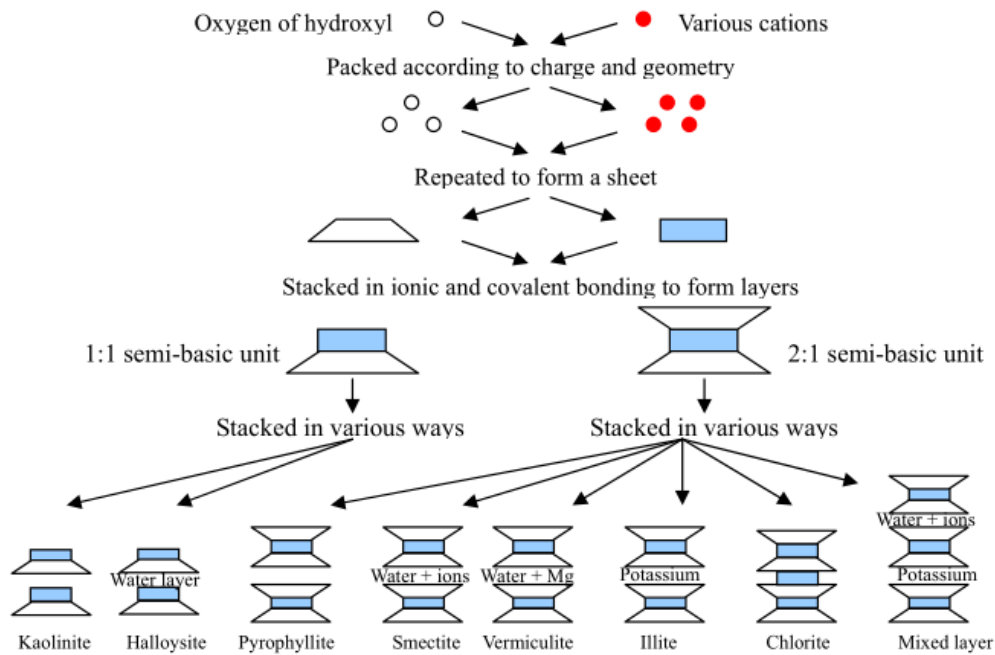 Oxygen of hydroxyl
Various cations
Packed according to charge and geometry
Repeated to form a sheet
Stacked in ionic and covalent bonding to form layers
1:1 semi-basic unit
2:1 semi-basic unit
Stacked in various ways
Stacked in various ways
Water + ions
Water layer
Water + ions
Water + Mg
Potassium
Potassium
Kaolinite
Halloysite
Pyrophyllite
Smectite
Vermiculite
Illite
Chlorite
Mixed layer